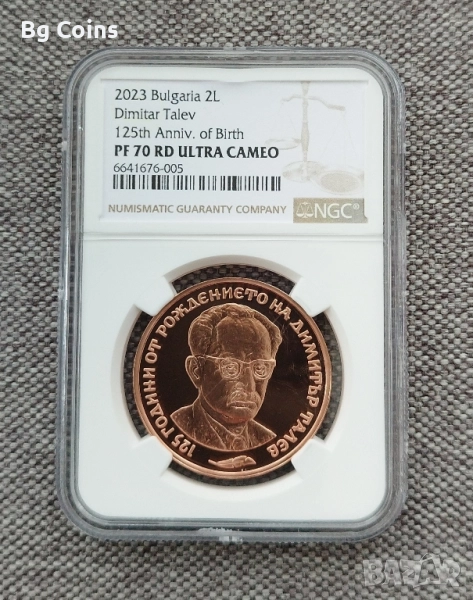 Bg Coins
2023 Bulgaria 2L
Dimitar Talev
125th Anniv. of Birth
PF 70 RD ULTRA CAMEO
6641676-005
NUMISMATIC GUARANTY COMPANY NGC®
125 ГОДИНИ ОТ РОЖДЕНИЕТО НА ДИМИТЪР ТАЛЕВ
БАZАР